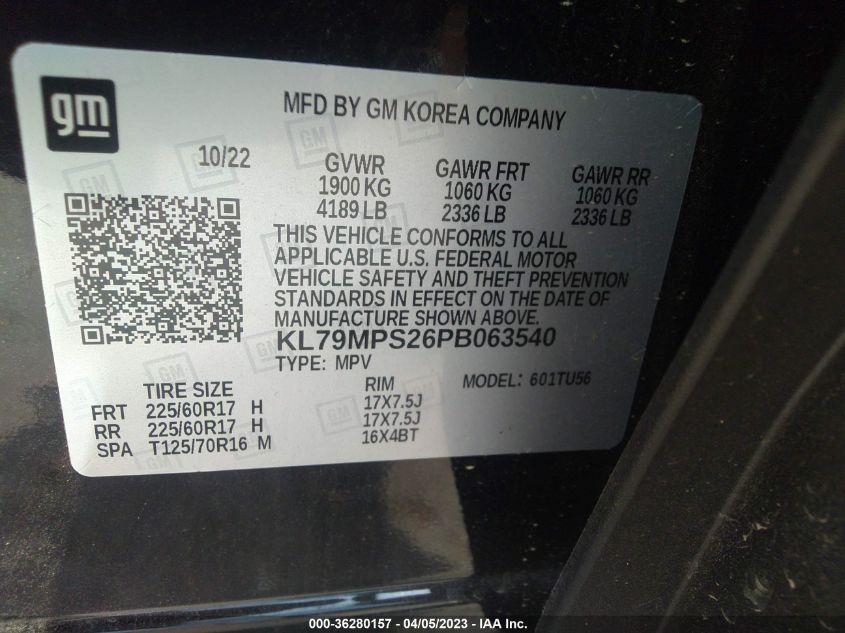 gm
MFD BY GM KOREA COMPANY
10/22
GVWR GAWR FRT GAWR RR
1900 KG 1060 KG 1060 KG
4189 LB 2336 LB 2336 LB
THIS VEHICLE CONFORMS TO ALL
APPLICABLE U.S. FEDERAL MOTOR
VEHICLE SAFETY AND THEFT PREVENTION
STANDARDS IN EFFECT ON THE DATE OF
MANUFACTURE SHOWN ABOVE.
KL79MPS26PB063540
TYPE: MPV
MODEL: 601TU56
TIRE SIZE RIM
FRT 225/60R17 H 17X7.5J
RR 225/60R17 H 17X7.5J
SPA T125/70R16 M 16X4BT
000-36280157 - 04/05/2023 - IAA Inc.